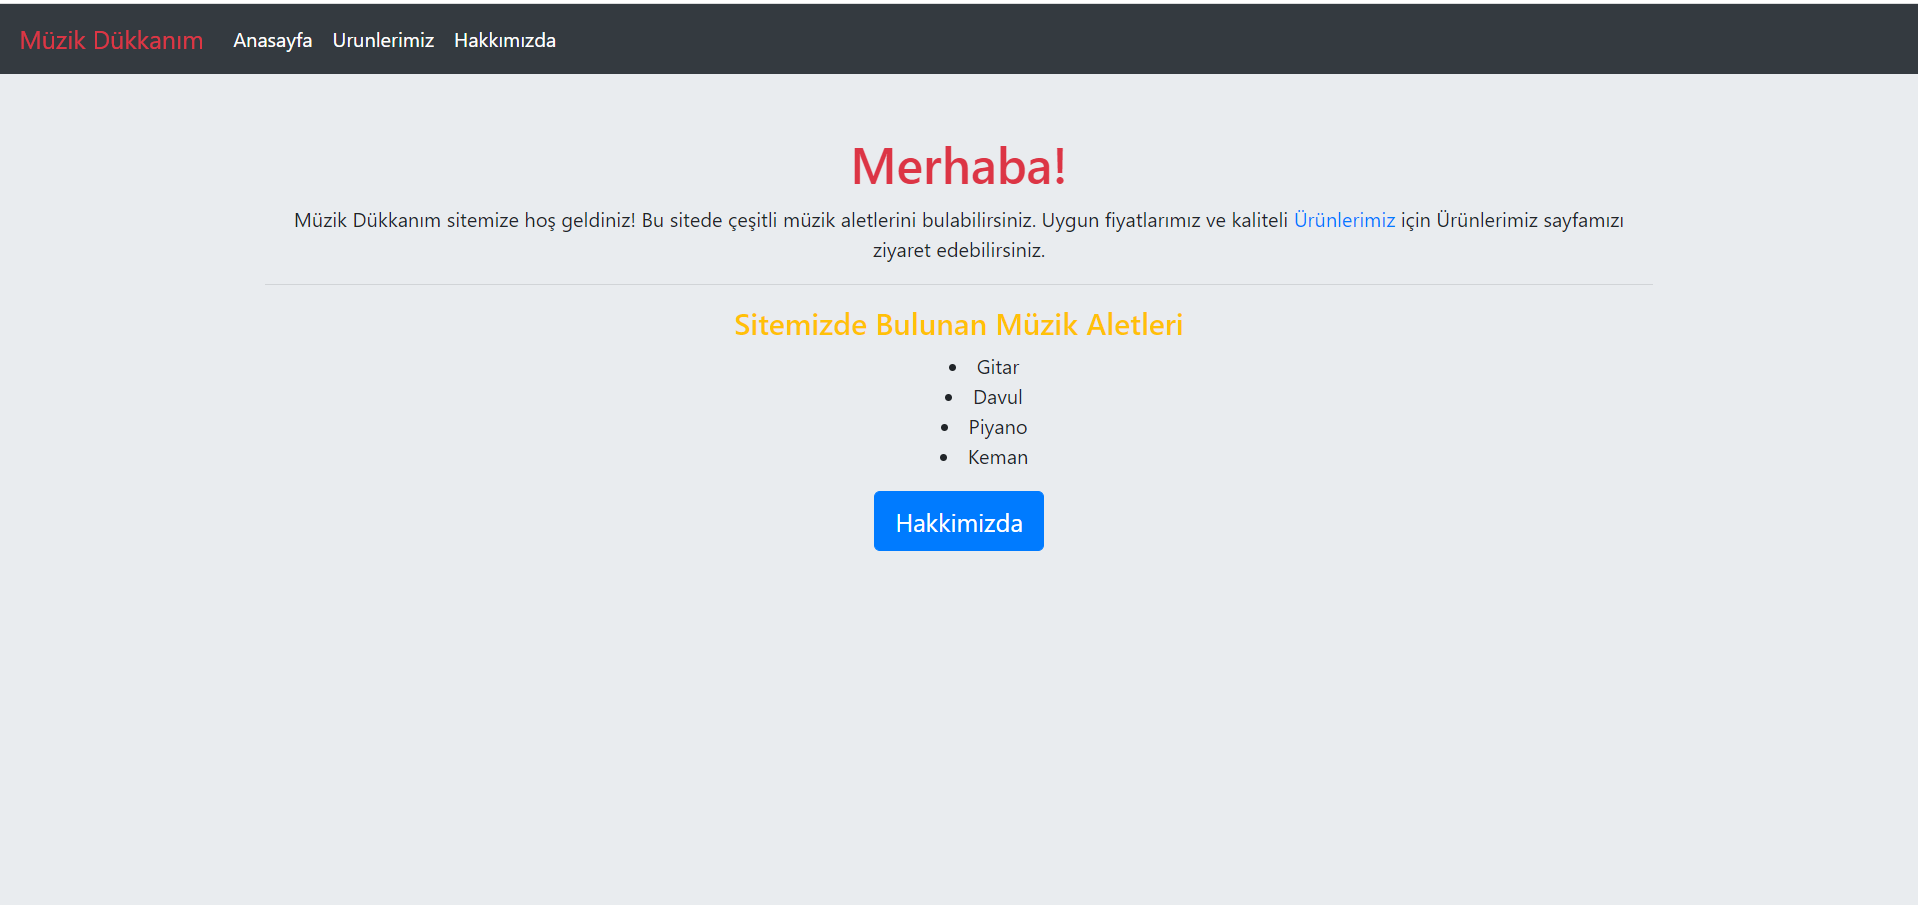 Müzik Dükkanım Anasayfa Urunlerimiz Hakkımızda
Merhaba!
Müzik Dükkanım sitemize hoş geldiniz! Bu sitede çeşitli müzik aletlerini bulabilirsiniz. Uygun fiyatlarımız ve kaliteli Ürünlerimiz için Ürünlerimiz sayfamızı
ziyaret edebilirsiniz.
Sitemizde Bulunan Müzik Aletleri
• Gitar
• Davul
• Piyano
• Keman
Hakkimizda